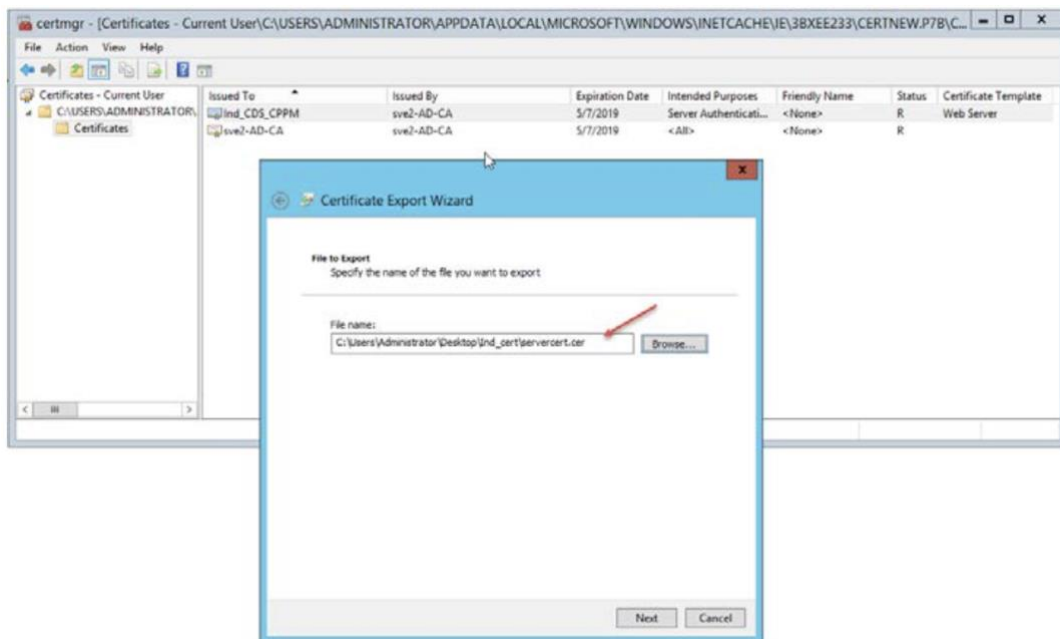 certmgr - [Certificates - Current User\C:\USERS\ADMINISTRATOR\APPDATA\LOCAL\MICROSOFT\WINDOWS\INETCACHE\IE\3BXEE233\CERTNEW.P7B\C...
File Action View Help
Certificates - Current User
C:\USERS\ADMINISTRATOR\
Certificates
Issued To Issued By Expiration Date Intended Purposes Friendly Name Status Certificate Template
Ind_CDS_CPPM sve2-AD-CA 5/7/2019 Server Authenticati... <None> R Web Server
sve2-AD-CA sve2-AD-CA 5/7/2019 <All> <None> R
Certificate Export Wizard
File to Export
Specify the name of the file you want to export
File name:
C:\Users\Administrator\Desktop\Ind_cert\servercert.cer Browse...
Next Cancel